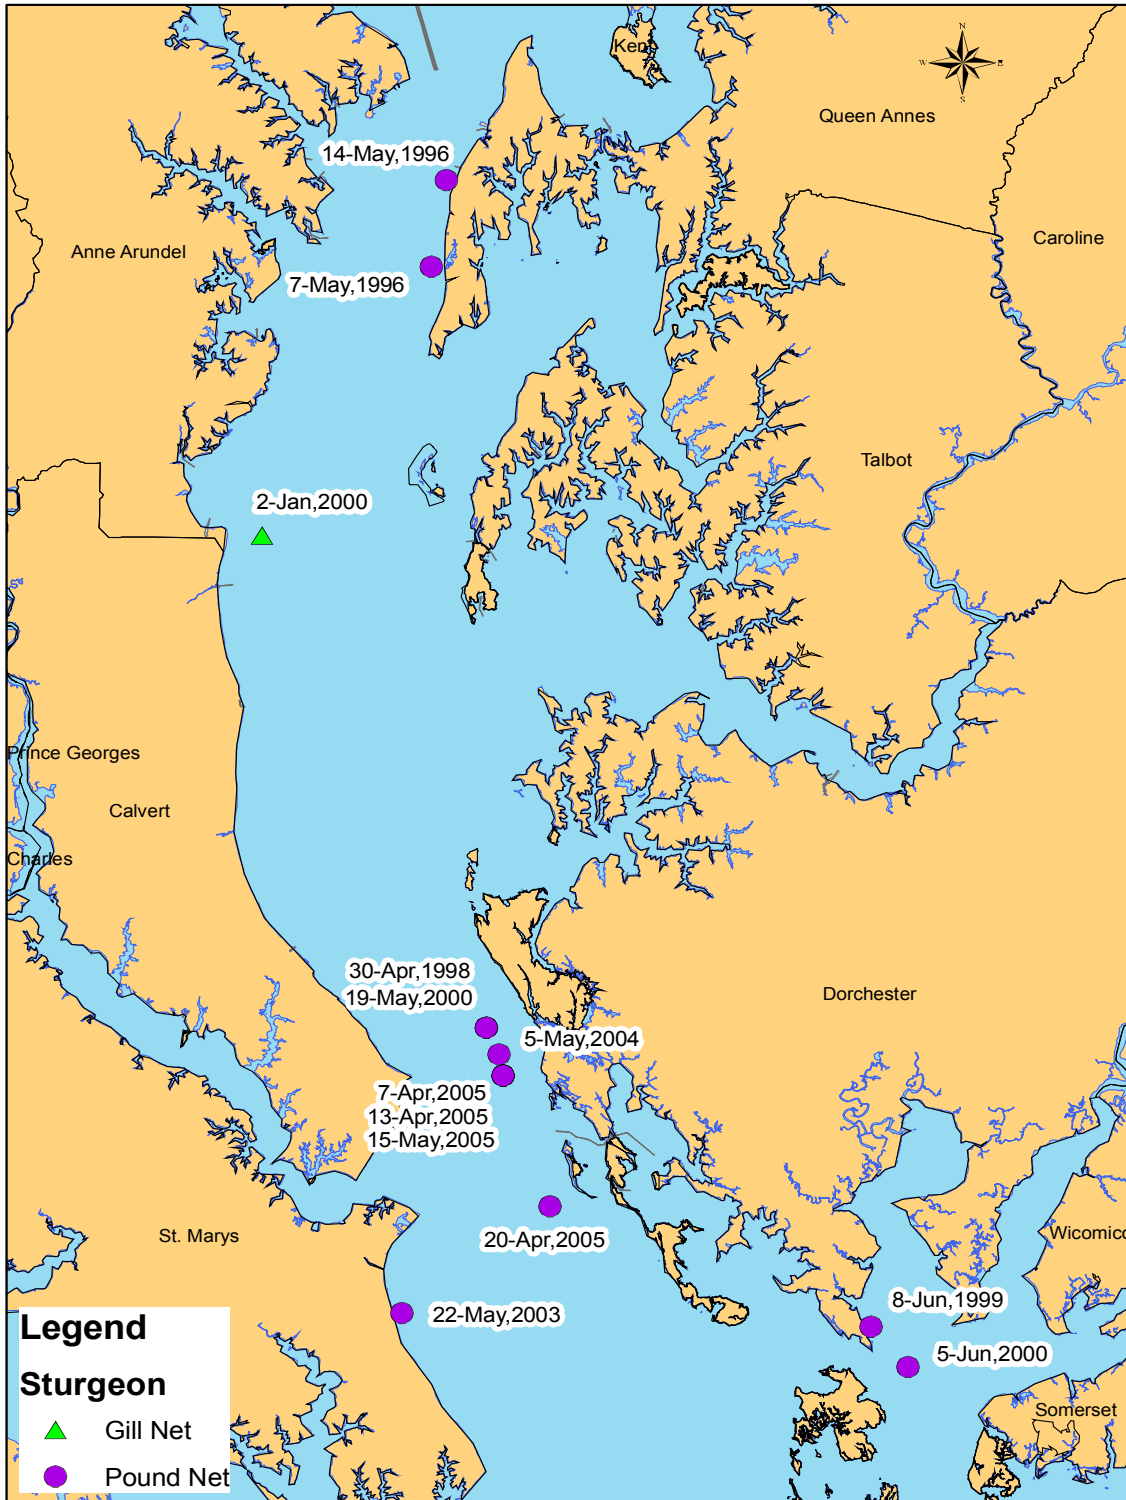 Kent
N
W
E
S
Queen Annes
14-May,1996
Caroline
Anne Arundel
7-May,1996
Talbot
2-Jan,2000
Prince Georges
Calvert
Charles
30-Apr,1998
19-May,2000
Dorchester
5-May,2004
7-Apr,2005
13-Apr,2005
15-May,2005
St. Marys
20-Apr,2005
Wicomico
8-Jun,1999
22-May,2003
5-Jun,2000
Somerset
Legend
Sturgeon
Gill Net
Pound Net